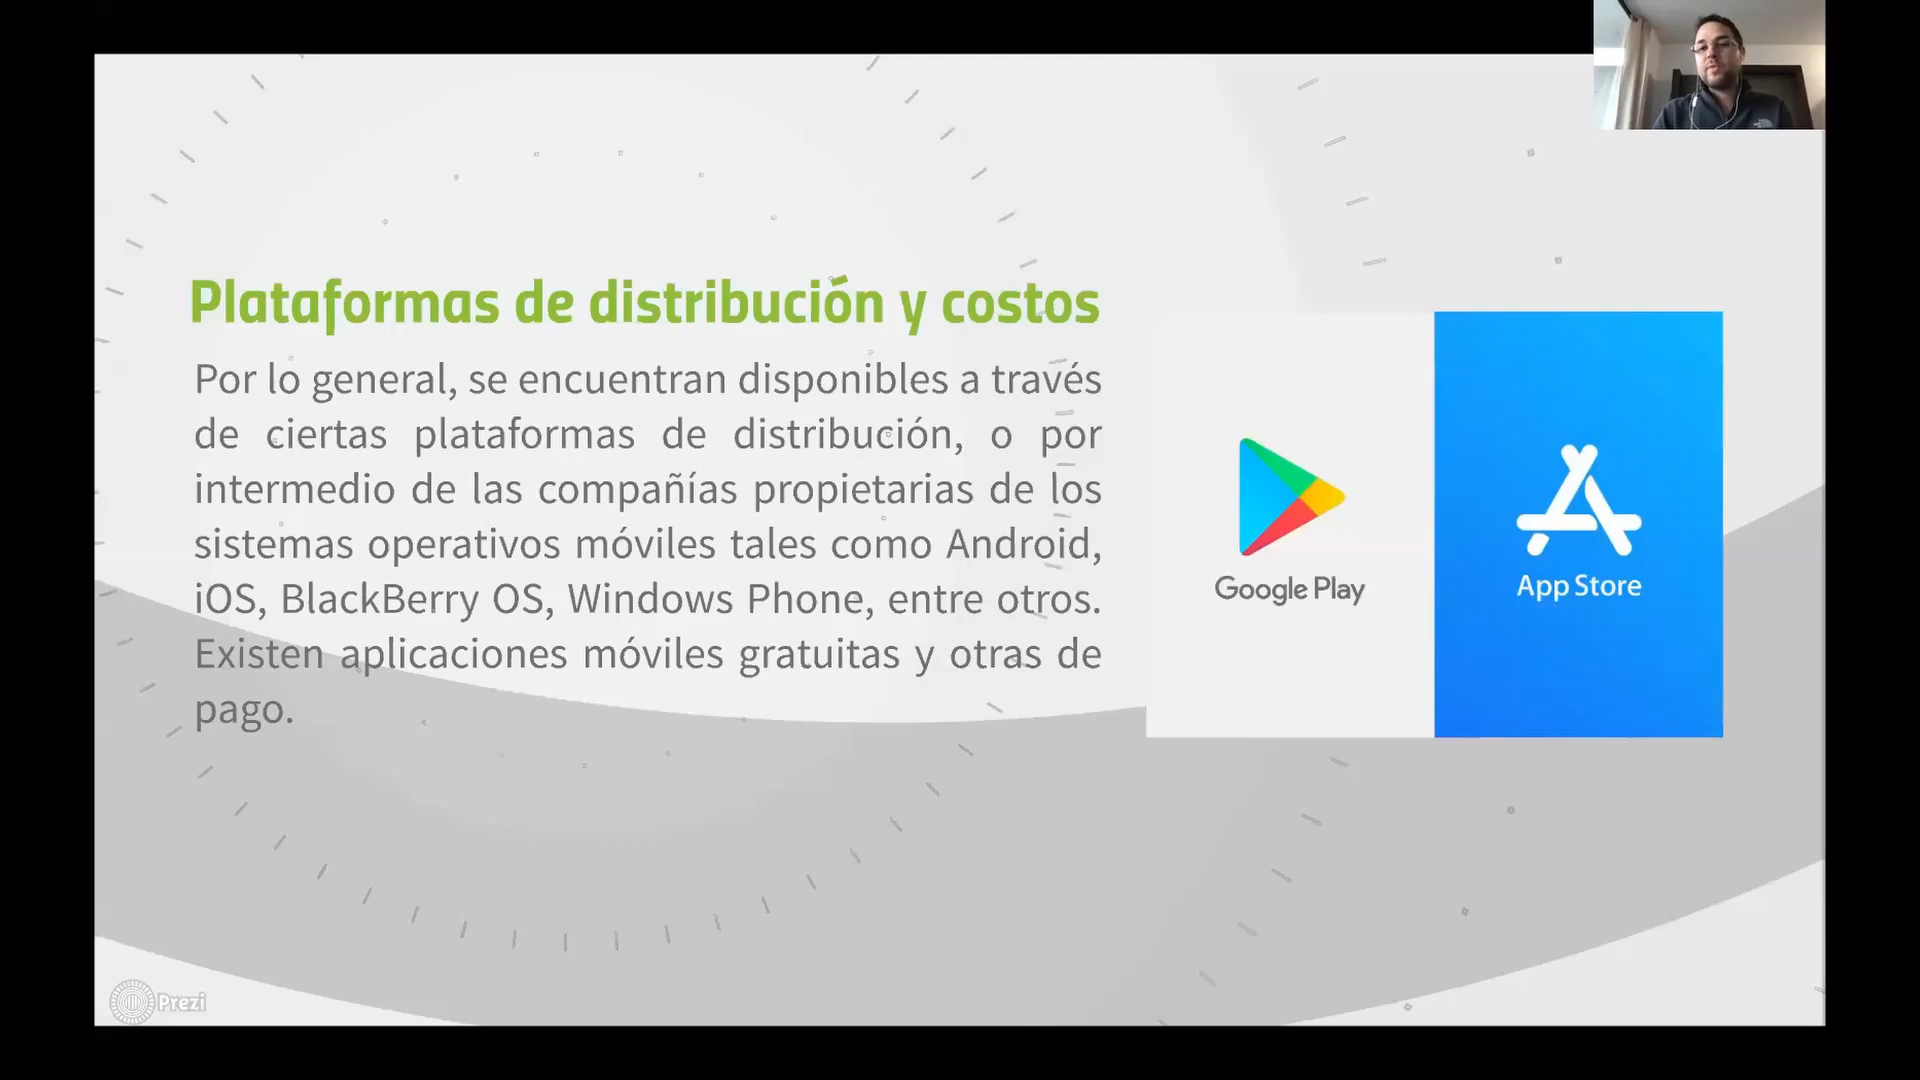 Plataformas de distribución y costos
Por lo general, se encuentran disponibles a través
de ciertas plataformas de distribución, o por
intermedio de las compañías propietarias de los
sistemas operativos móviles tales como Android,
iOS, BlackBerry OS, Windows Phone, entre otros.
Existen aplicaciones móviles gratuitas y otras de
pago.
Google Play
App Store
Prezi